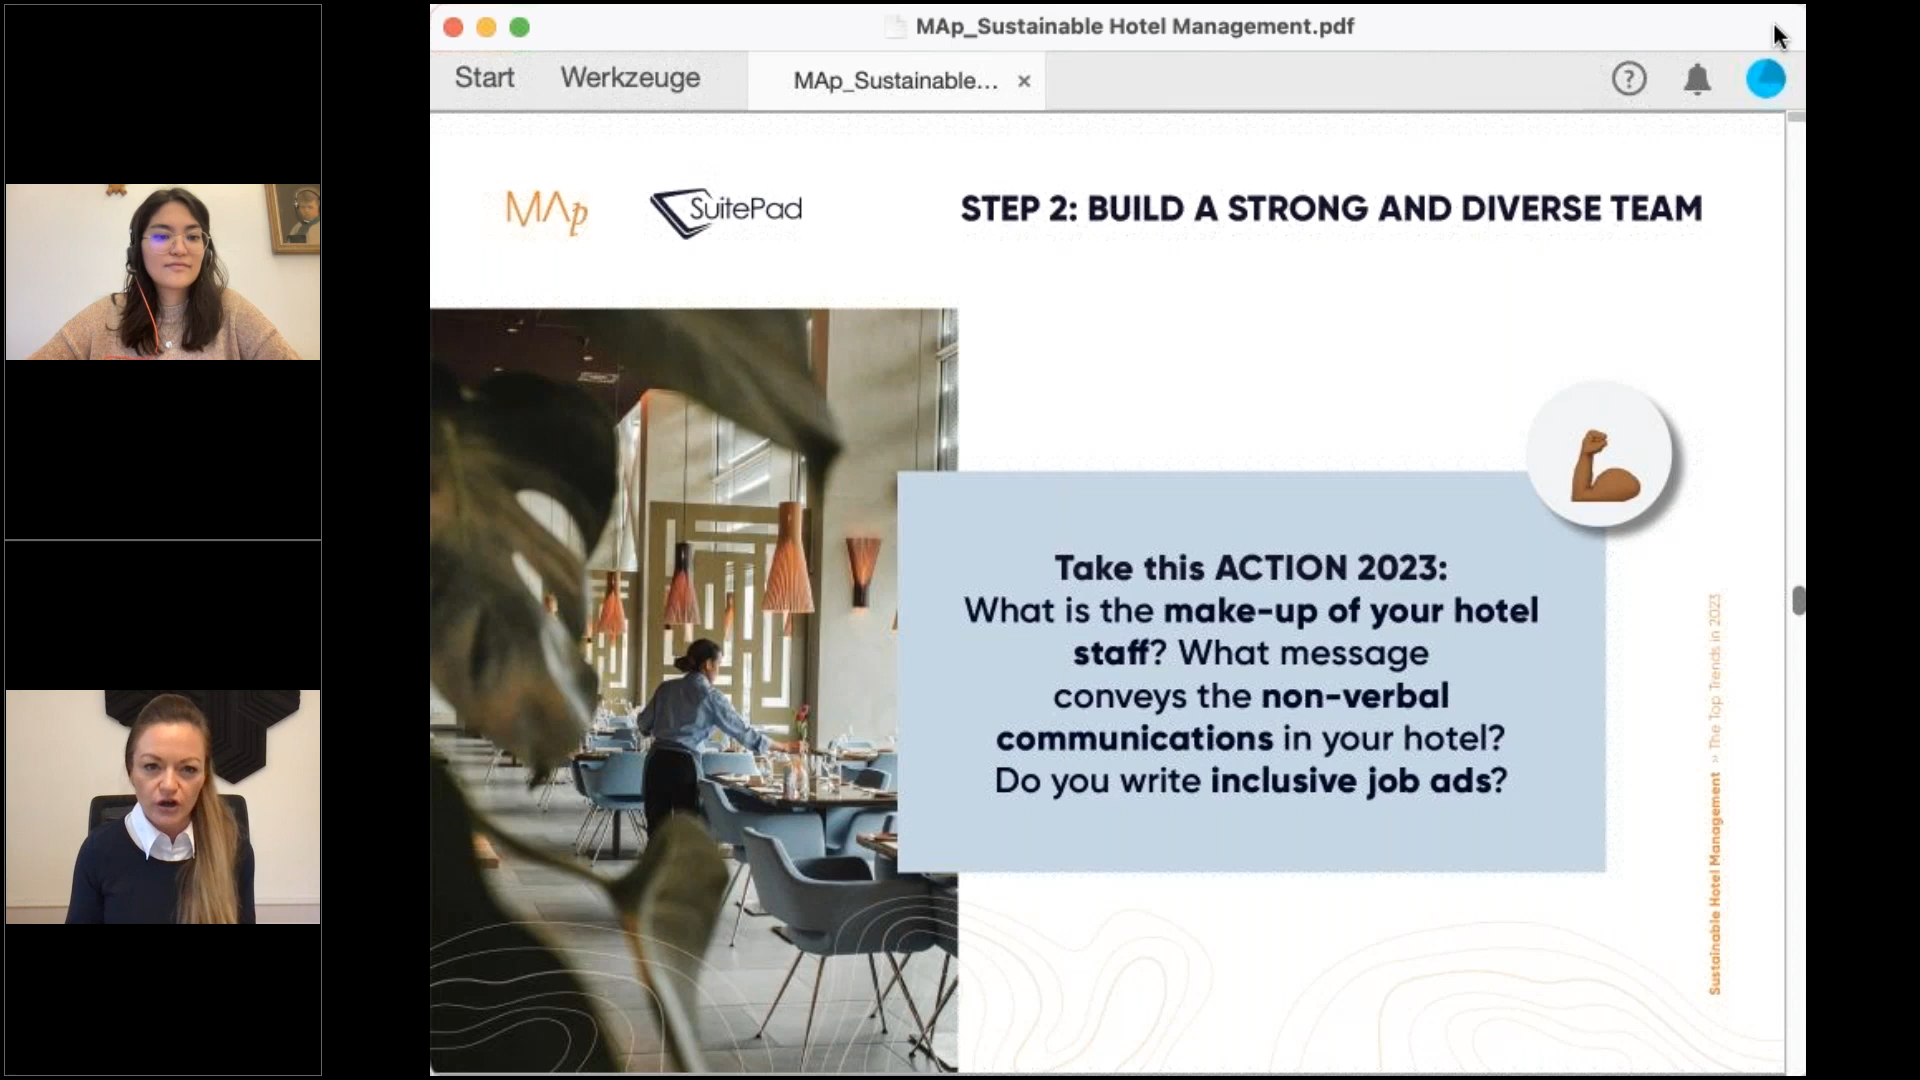 MAp_Sustainable Hotel Management.pdf
Start Werkzeuge MAp_Sustainable... ×
?
MAp SuitePad STEP 2: BUILD A STRONG AND DIVERSE TEAM
Take this ACTION 2023:
What is the make-up of your hotel
staff? What message
conveys the non-verbal
communications in your hotel?
Do you write inclusive job ads?
Sustainable Hotel Management >> The Top Trends in 2023